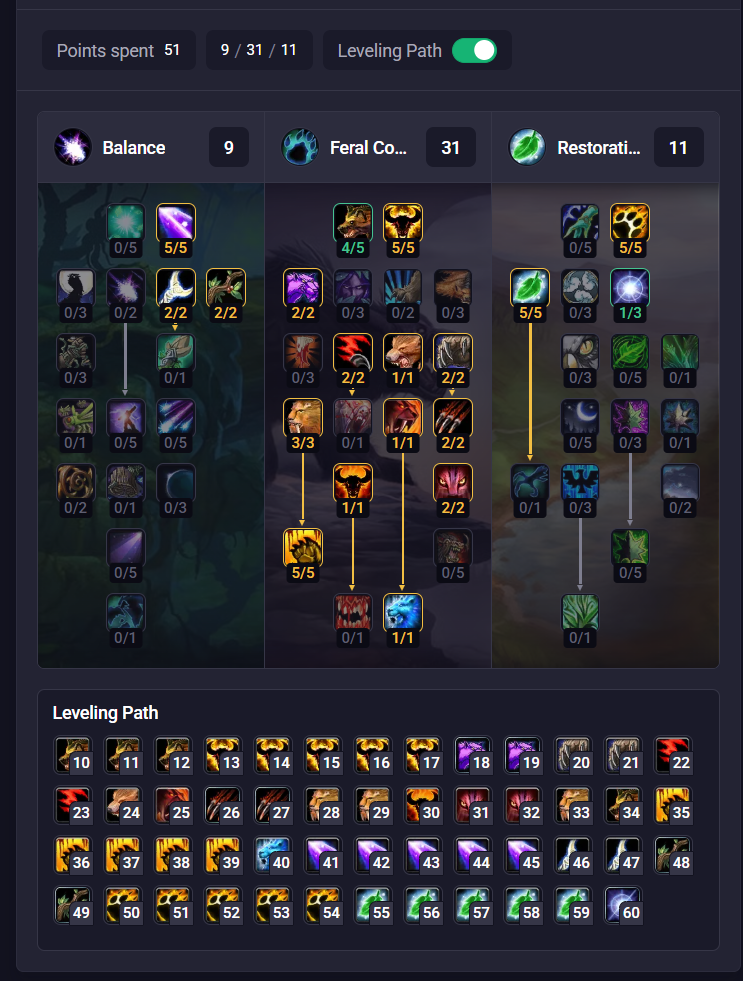 Points spent 51 9 / 31 / 11 Leveling Path
Balance 9 Feral Co... 31 Restorati... 11
0/5 5/5 4/5 5/5 0/5 5/5
0/3 0/2 2/2 2/2 2/2 0/3 0/2 0/3 5/5 0/3 1/3
0/3 0/1 0/3 2/2 1/1 2/2 0/3 0/5 0/1
0/1 0/5 0/5 3/3 0/1 1/1 2/2 0/5 0/3 0/1
0/2 0/1 0/3 1/1 2/2 0/1 0/3 0/2
0/5 5/5 0/5 0/5
0/1 0/1 1/1 0/1
Leveling Path
10 11 12 13 14 15 16 17 18 19 20 21 22
23 24 25 26 27 28 29 30 31 32 33 34 35
36 37 38 39 40 41 42 43 44 45 46 47 48
49 50 51 52 53 54 55 56 57 58 59 60